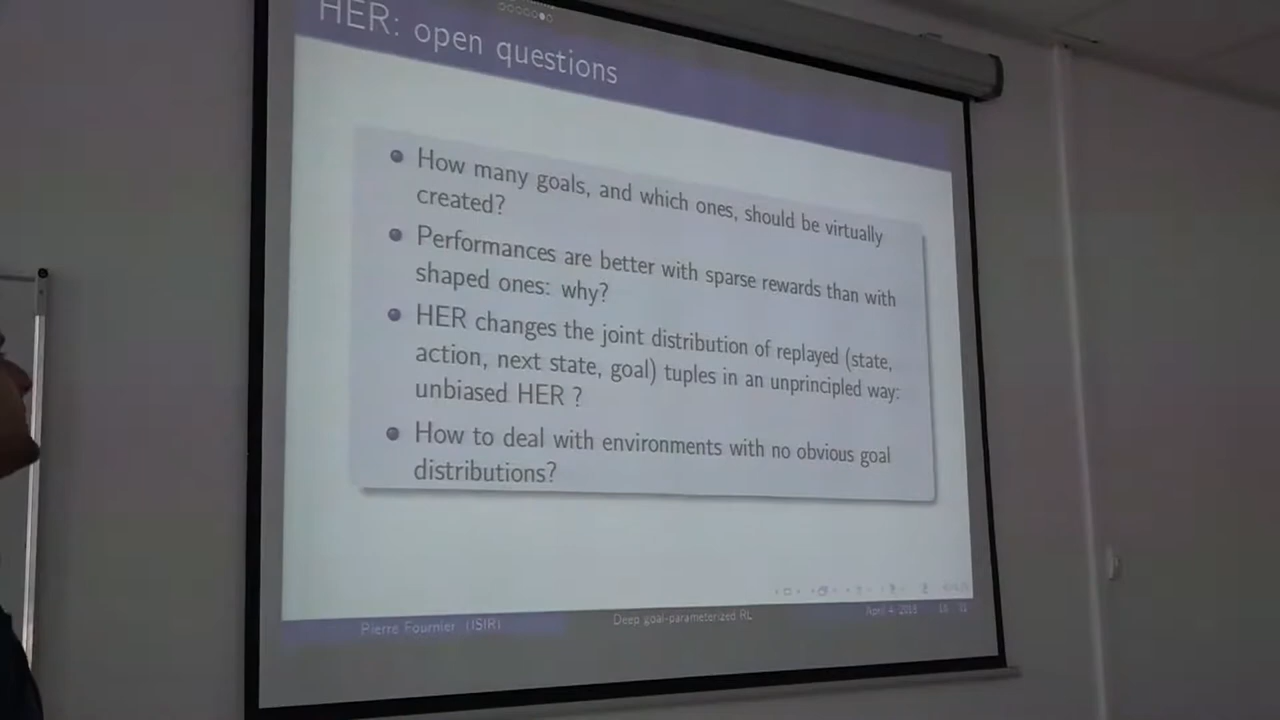 HER: open questions
How many goals, and which ones, should be virtually
created?
Performances are better with sparse rewards than with
shaped ones: why?
HER changes the joint distribution of replayed (state,
action, next state, goal) tuples in an unprincipled way:
unbiased HER ?
How to deal with environments with no obvious goal
distributions?
Pierre Fournier (ISIR)
Deep goal-parameterized RL
April 4, 2018